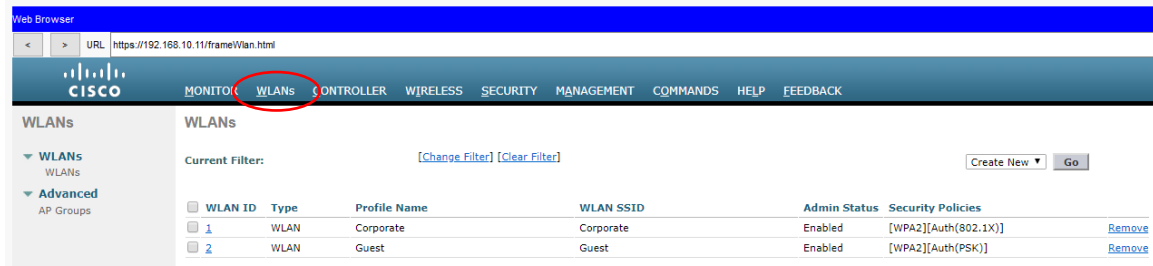 Web Browser
< > URL https://192.168.10.11/frameWlan.html
CISCO MONITOR WLANs CONTROLLER WIRELESS SECURITY MANAGEMENT COMMANDS HELP FEEDBACK
WLANs WLANs
WLANs Current Filter: [Change Filter] [Clear Filter] Create New Go
WLANs
Advanced
AP Groups WLAN ID Type Profile Name WLAN SSID Admin Status Security Policies
1 WLAN Corporate Corporate Enabled [WPA2][Auth(802.1X)] Remove
2 WLAN Guest Guest Enabled [WPA2][Auth(PSK)] Remove